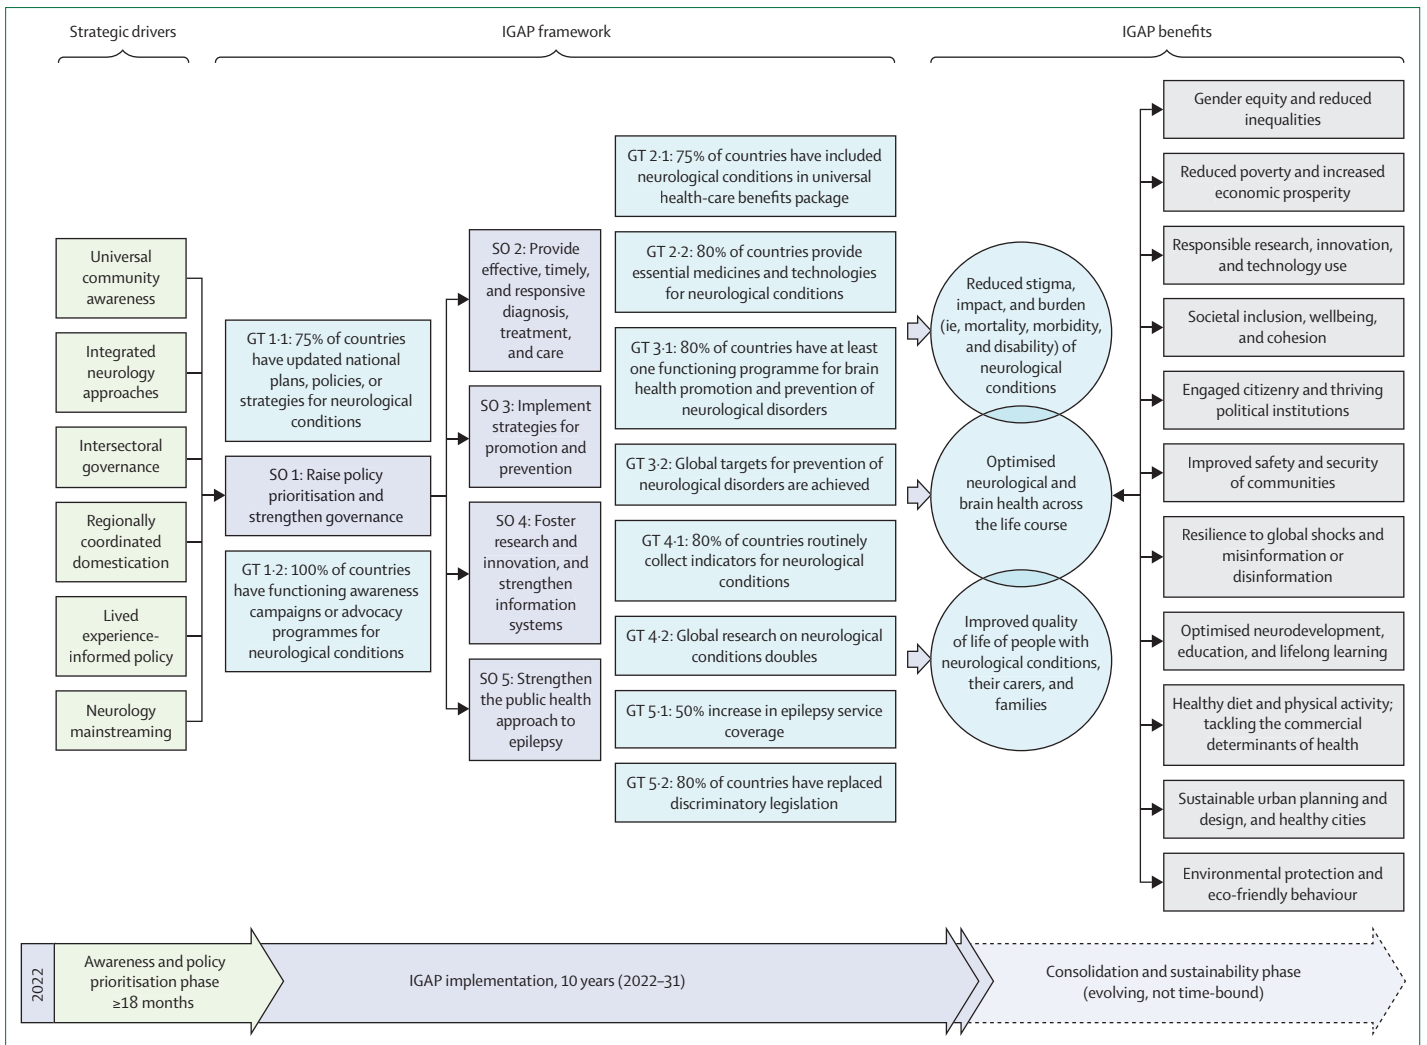 Strategic drivers
IGAP framework
IGAP benefits
Universal
community
awareness
Integrated
neurology
approaches
Intersectoral
governance
Regionally
coordinated
domestication
Lived
experience-
informed policy
Neurology
mainstreaming
GT 1·1: 75% of countries
have updated national
plans, policies, or
strategies for neurological
conditions
SO 1: Raise policy
prioritisation and
strengthen governance
GT 1·2: 100% of countries
have functioning awareness
campaigns or advocacy
programmes for
neurological conditions
SO 2: Provide
effective, timely,
and responsive
diagnosis,
treatment,
and care
SO 3: Implement
strategies for
promotion and
prevention
SO 4: Foster
research and
innovation, and
strengthen
information
systems
SO 5: Strengthen
the public health
approach to
epilepsy
GT 2·1: 75% of countries have included
neurological conditions in universal
health-care benefits package
GT 2·2: 80% of countries provide
essential medicines and technologies
for neurological conditions
GT 3·1: 80% of countries have at least
one functioning programme for brain
health promotion and prevention of
neurological disorders
GT 3·2: Global targets for prevention of
neurological disorders are achieved
GT 4·1: 80% of countries routinely
collect indicators for neurological
conditions
GT 4·2: Global research on neurological
conditions doubles
GT 5·1: 50% increase in epilepsy service
coverage
GT 5·2: 80% of countries have replaced
discriminatory legislation
Reduced stigma,
impact, and burden
(ie, mortality, morbidity,
and disability) of
neurological
conditions
Optimised
neurological and
brain health across
the life course
Improved quality
of life of people with
neurological conditions,
their carers, and
families
Gender equity and reduced
inequalities
Reduced poverty and increased
economic prosperity
Responsible research, innovation,
and technology use
Societal inclusion, wellbeing,
and cohesion
Engaged citizenry and thriving
political institutions
Improved safety and security
of communities
Resilience to global shocks and
misinformation or
disinformation
Optimised neurodevelopment,
education, and lifelong learning
Healthy diet and physical activity;
tackling the commercial
determinants of health
Sustainable urban planning and
design, and healthy cities
Environmental protection and
eco-friendly behaviour
2022
Awareness and policy
prioritisation phase
≥18 months
IGAP implementation, 10 years (2022–31)
Consolidation and sustainability phase
(evolving, not time-bound)